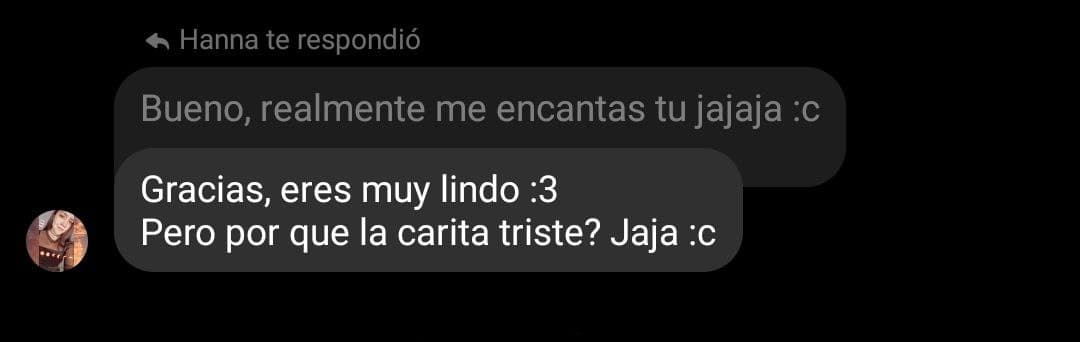 Hanna te respondió
Bueno, realmente me encantas tu jajaja :c
Gracias, eres muy lindo :3
Pero por que la carita triste? Jaja :c